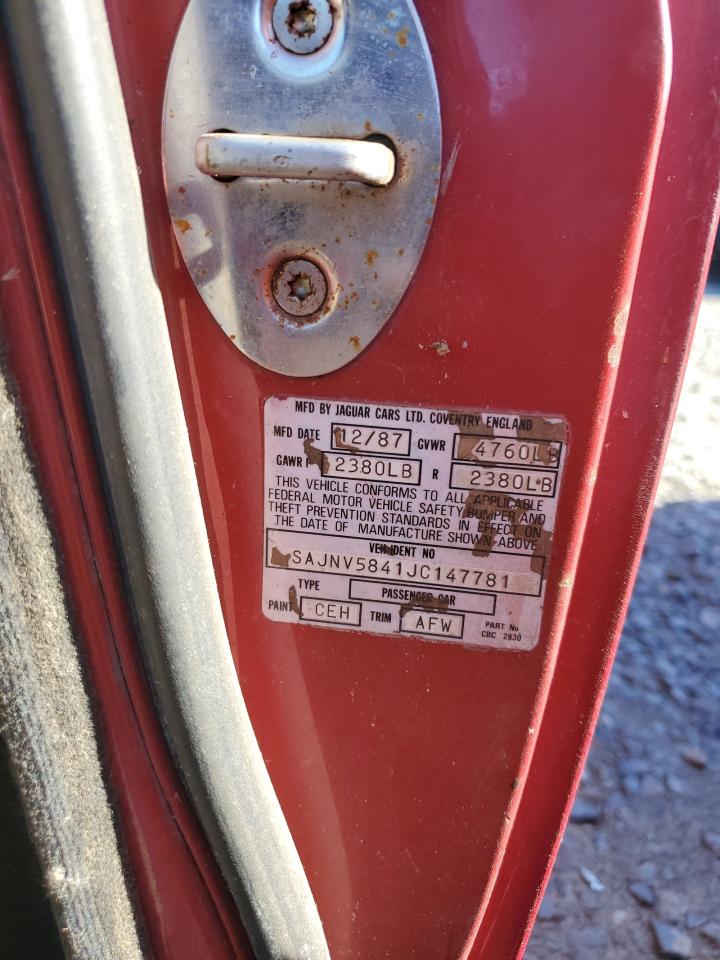 MFD BY JAGUAR CARS LTD. COVENTRY ENGLAND
MFD DATE 12/87 GVWR 4760LB
GAWR F 2380LB R 2380LB
THIS VEHICLE CONFORMS TO ALL APPLICABLE
FEDERAL MOTOR VEHICLE SAFETY BUMPER AND
THEFT PREVENTION STANDARDS IN EFFECT ON
THE DATE OF MANUFACTURE SHOWN ABOVE
VEH IDENT NO
SAJNV5841JC147781
TYPE PASSENGER CAR
PAINT CEH TRIM AFW PART No
CBC 2830